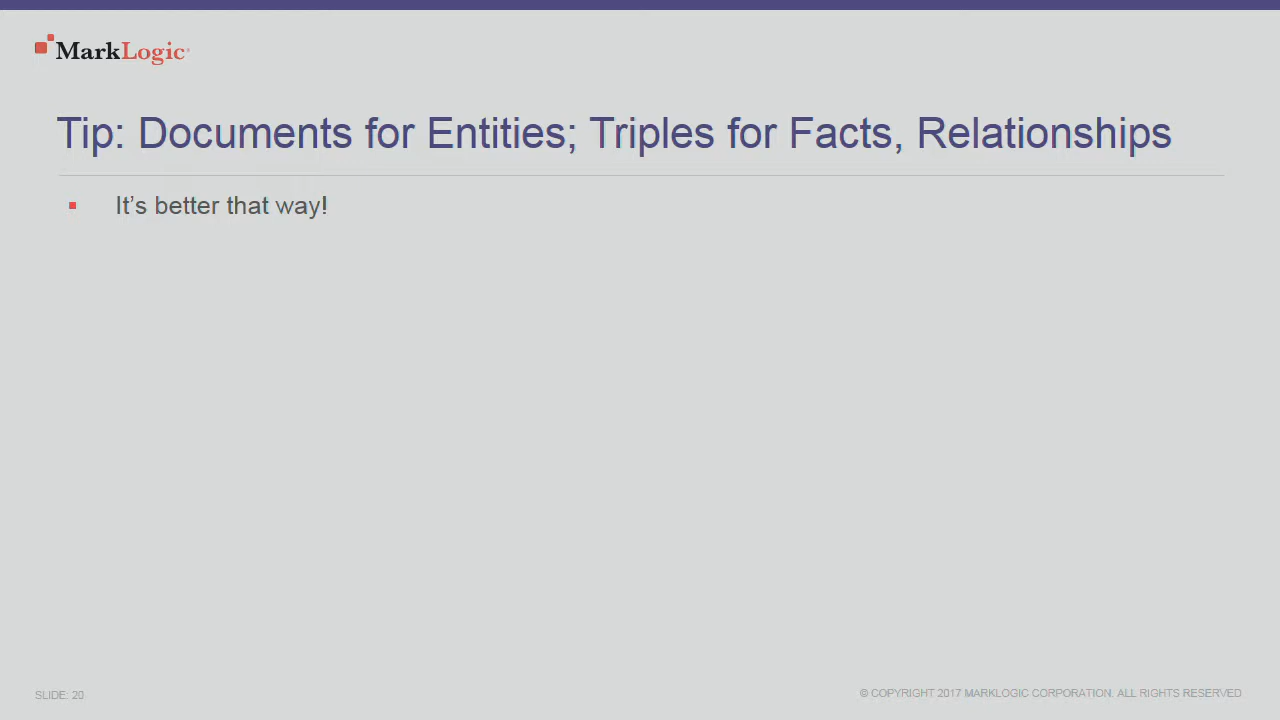 MarkLogic
Tip: Documents for Entities; Triples for Facts, Relationships
▪ It's better that way!
SLIDE: 20
© COPYRIGHT 2017 MARKLOGIC CORPORATION. ALL RIGHTS RESERVED